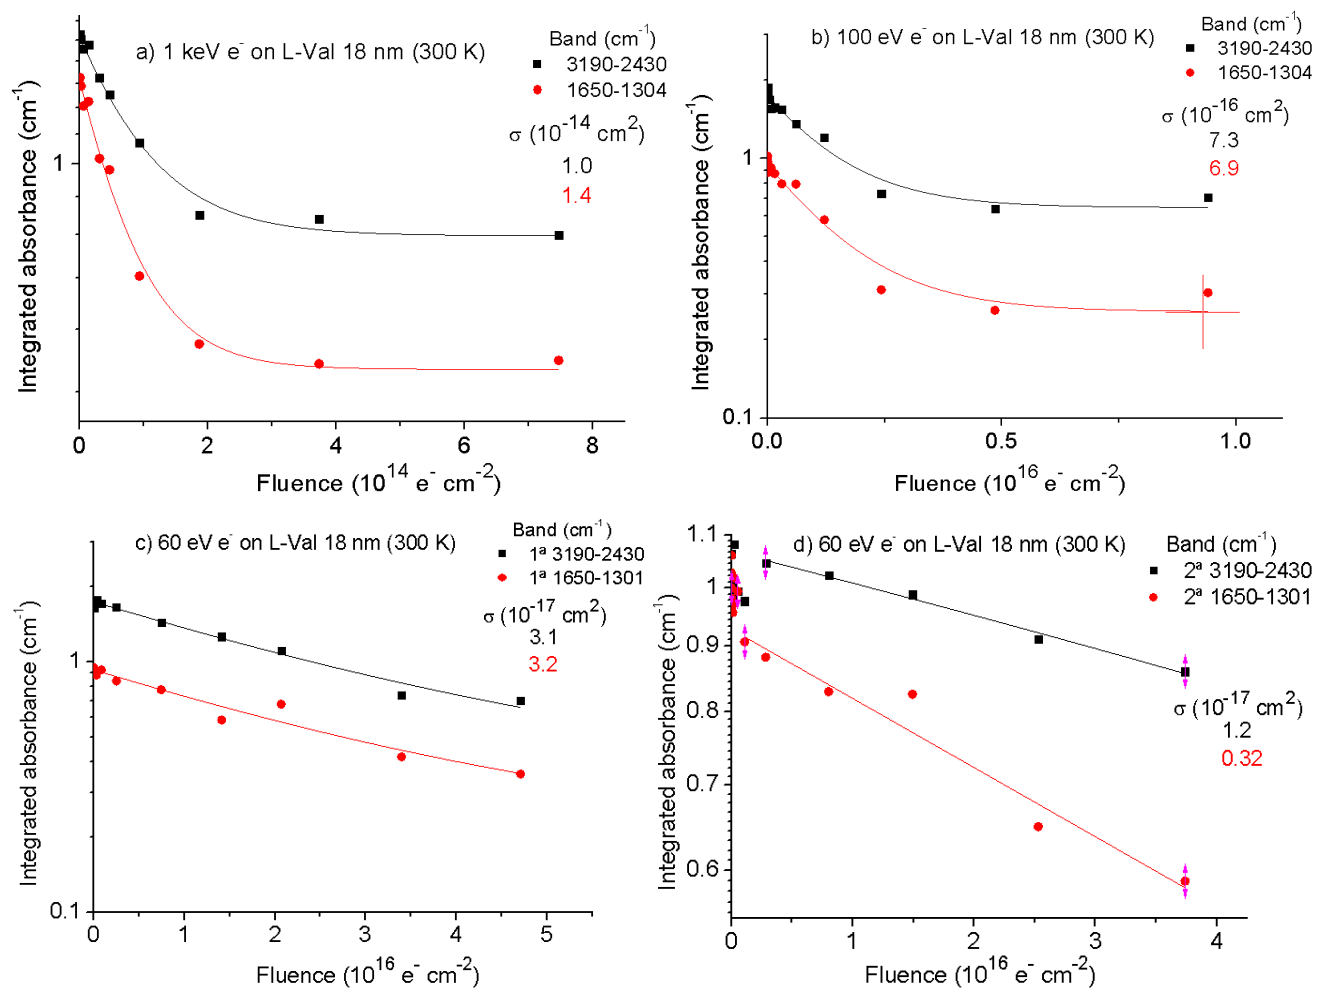 a) 1 keV e⁻ on L-Val 18 nm (300 K)
Band (cm⁻¹)
3190-2430
1650-1304
σ (10⁻¹⁴ cm²)
1.0
1.4
Integrated absorbance (cm⁻¹)
1
0 2 4 6 8
Fluence (10¹⁴ e⁻ cm⁻²)
b) 100 eV e⁻ on L-Val 18 nm (300 K)
Band (cm⁻¹)
3190-2430
1650-1304
σ (10⁻¹⁶ cm²)
7.3
6.9
Integrated absorbance (cm⁻¹)
1
0.1
0.0 0.5 1.0
Fluence (10¹⁶ e⁻ cm⁻²)
c) 60 eV e⁻ on L-Val 18 nm (300 K)
Band (cm⁻¹)
1ª 3190-2430
1ª 1650-1301
σ (10⁻¹⁷ cm²)
3.1
3.2
Integrated absorbance (cm⁻¹)
1
0.1
0 1 2 3 4 5
Fluence (10¹⁶ e⁻ cm⁻²)
d) 60 eV e⁻ on L-Val 18 nm (300 K)
Band (cm⁻¹)
2ª 3190-2430
2ª 1650-1301
σ (10⁻¹⁷ cm²)
1.2
0.32
Integrated absorbance (cm⁻¹)
1.1
1
0.9
0.8
0.7
0.6
0 1 2 3 4
Fluence (10¹⁶ e⁻ cm⁻²)